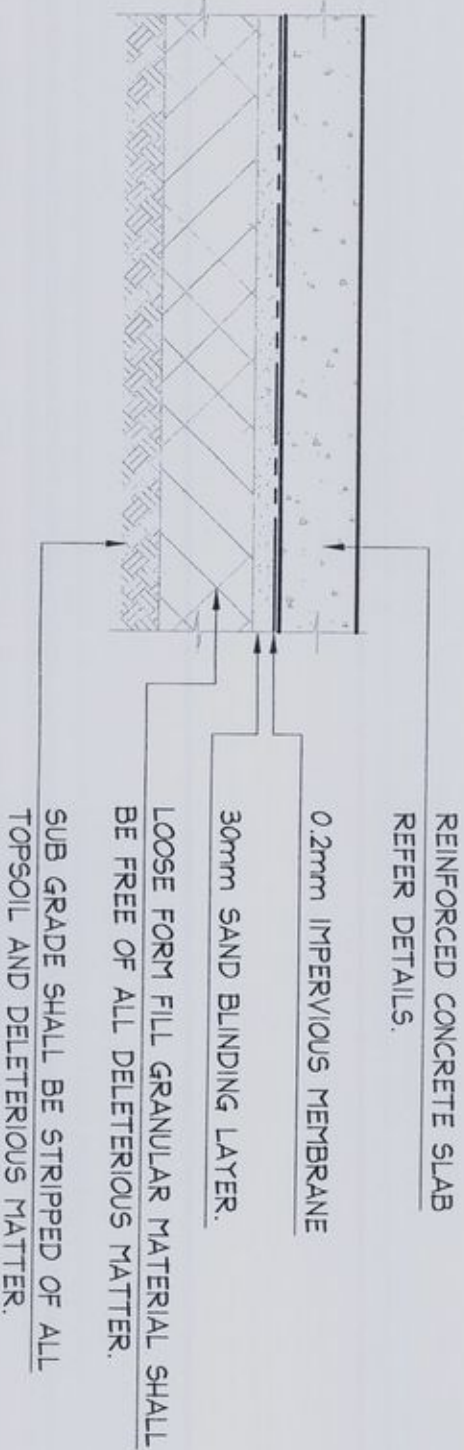 REINFORCED CONCRETE SLAB
REFER DETAILS.
0.2mm IMPERVIOUS MEMBRANE
30mm SAND BLINDING LAYER.
LOOSE FORM FILL GRANULAR MATERIAL SHALL
BE FREE OF ALL DELETERIOUS MATTER.
SUB GRADE SHALL BE STRIPPED OF ALL
TOPSOIL AND DELETERIOUS MATTER.